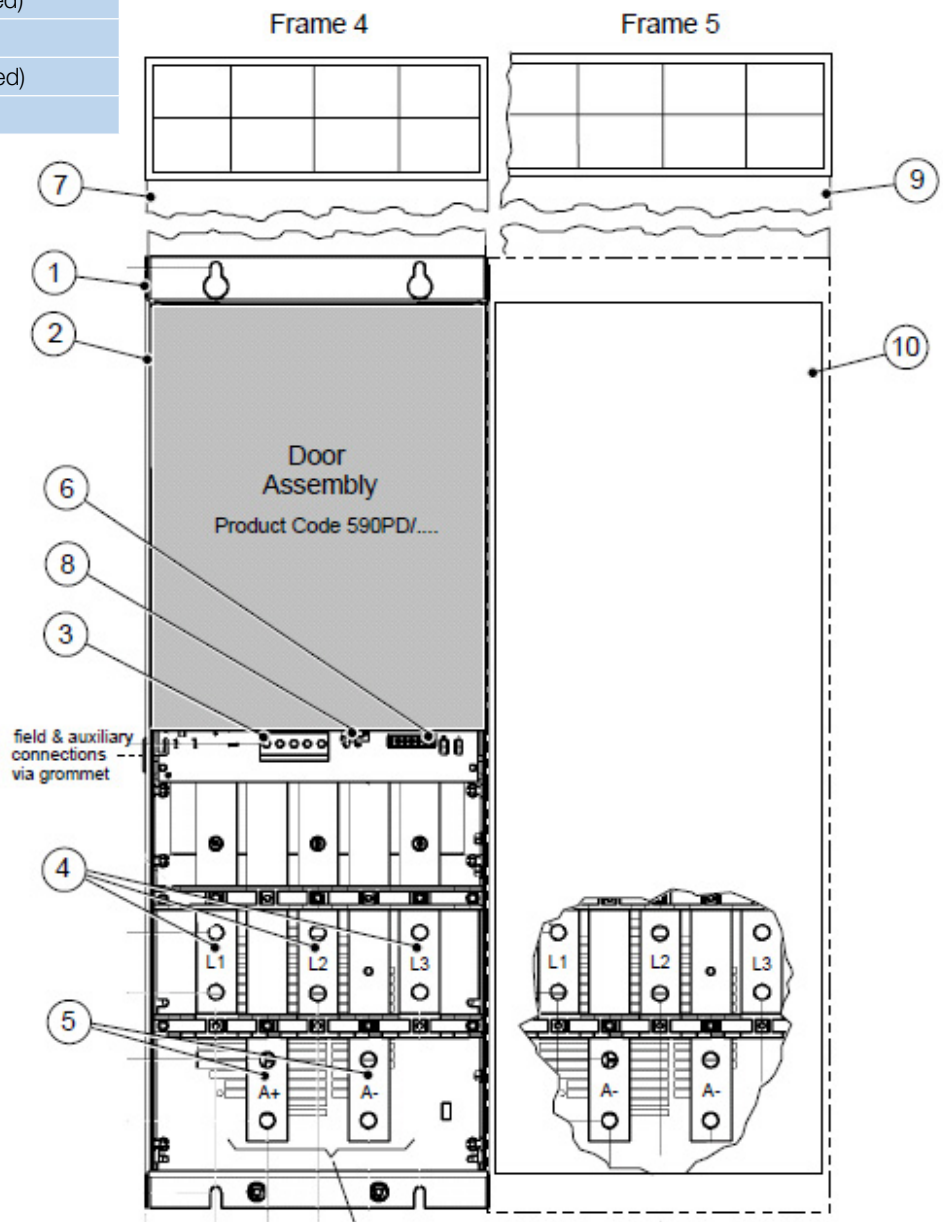 ed)
ed)
Frame 4
Frame 5
7
9
1
2
10
Door
Assembly
Product Code 590PD/....
6
8
3
field & auxiliary
connections
via grommet
4
L1
L2
L3
L1
L2
L3
5
A+
A-
A-
A-